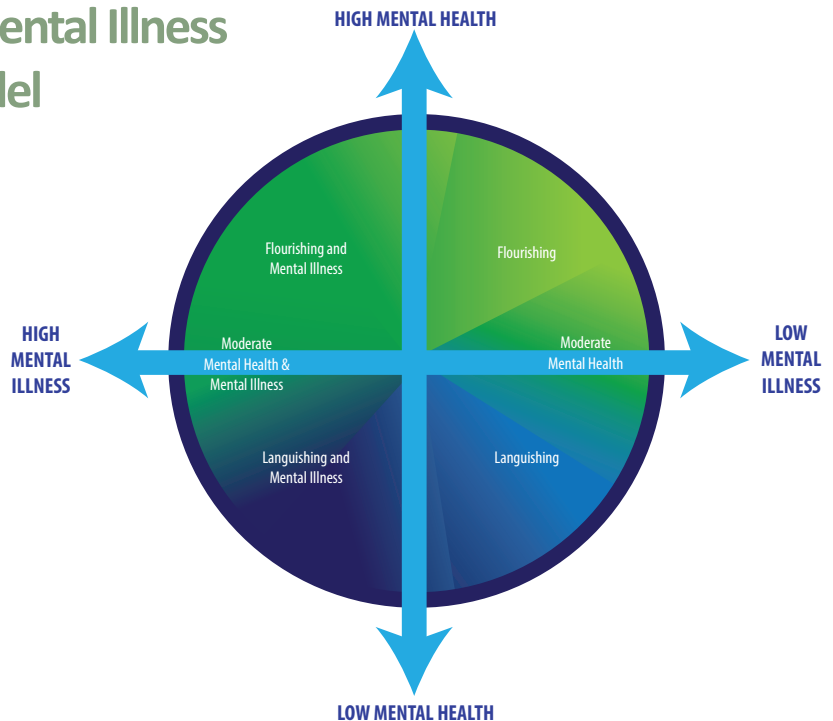 ental Illness
del
HIGH MENTAL HEALTH
Flourishing and
Mental Illness
Flourishing
HIGH
MENTAL
ILLNESS
Moderate
Mental Health &
Mental Illness
Moderate
Mental Health
LOW
MENTAL
ILLNESS
Languishing and
Mental Illness
Languishing
LOW MENTAL HEALTH